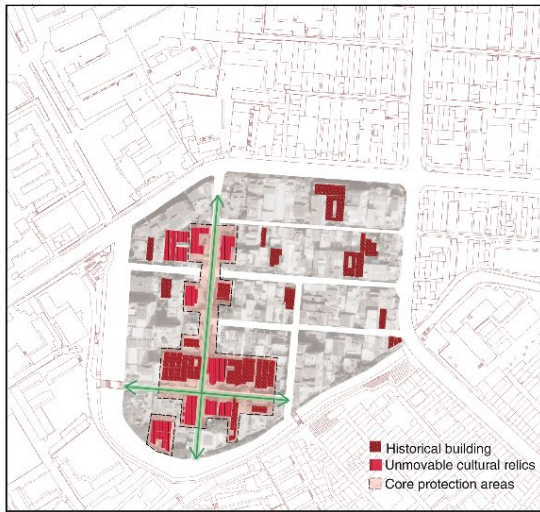 Historical building
Unmovable cultural relics
Core protection areas